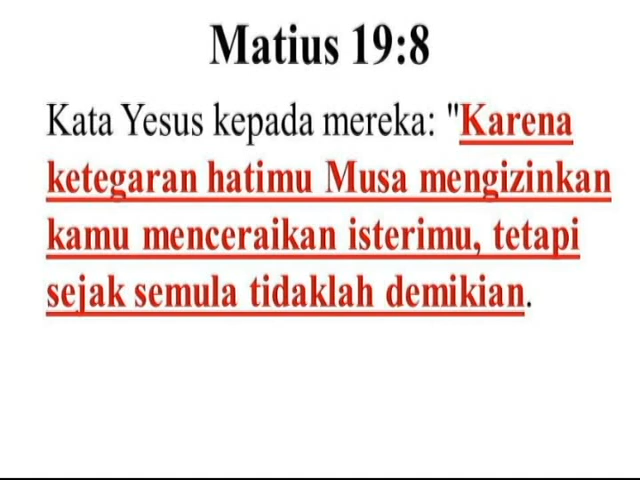 Matius 19:8
Kata Yesus kepada mereka: "Karena
ketegaran hatimu Musa mengizinkan
kamu menceraikan isterimu, tetapi
sejak semula tidaklah demikian.